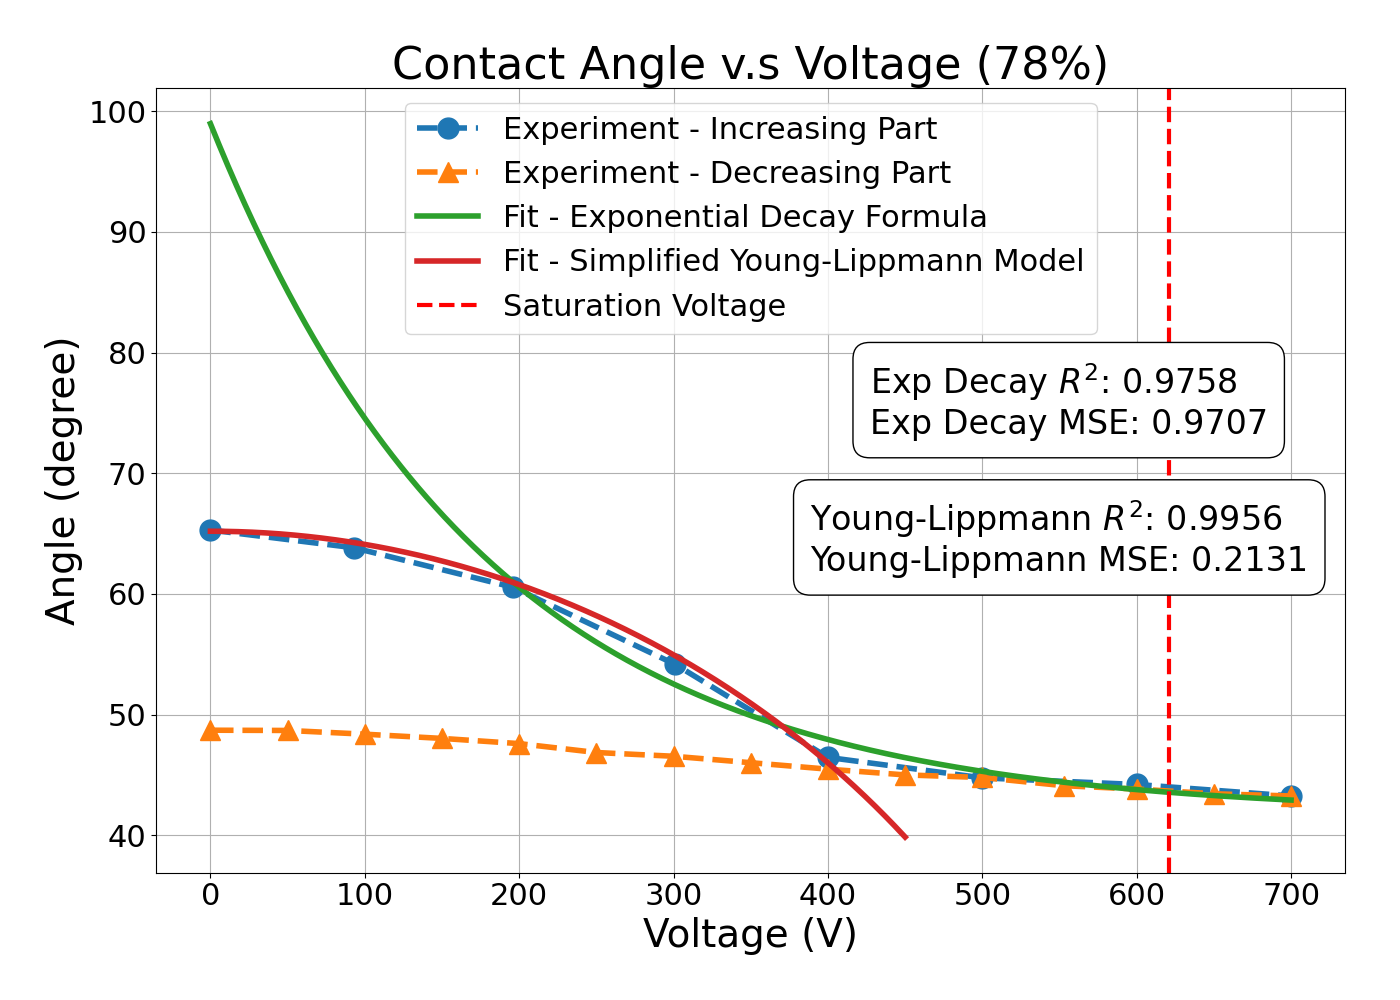 Contact Angle v.s Voltage (78%)
Experiment - Increasing Part
Experiment - Decreasing Part
Fit - Exponential Decay Formula
Fit - Simplified Young-Lippmann Model
Saturation Voltage
Exp Decay R²: 0.9758
Exp Decay MSE: 0.9707
Young-Lippmann R²: 0.9956
Young-Lippmann MSE: 0.2131
Angle (degree)
100
90
80
70
60
50
40
0 100 200 300 400 500 600 700
Voltage (V)